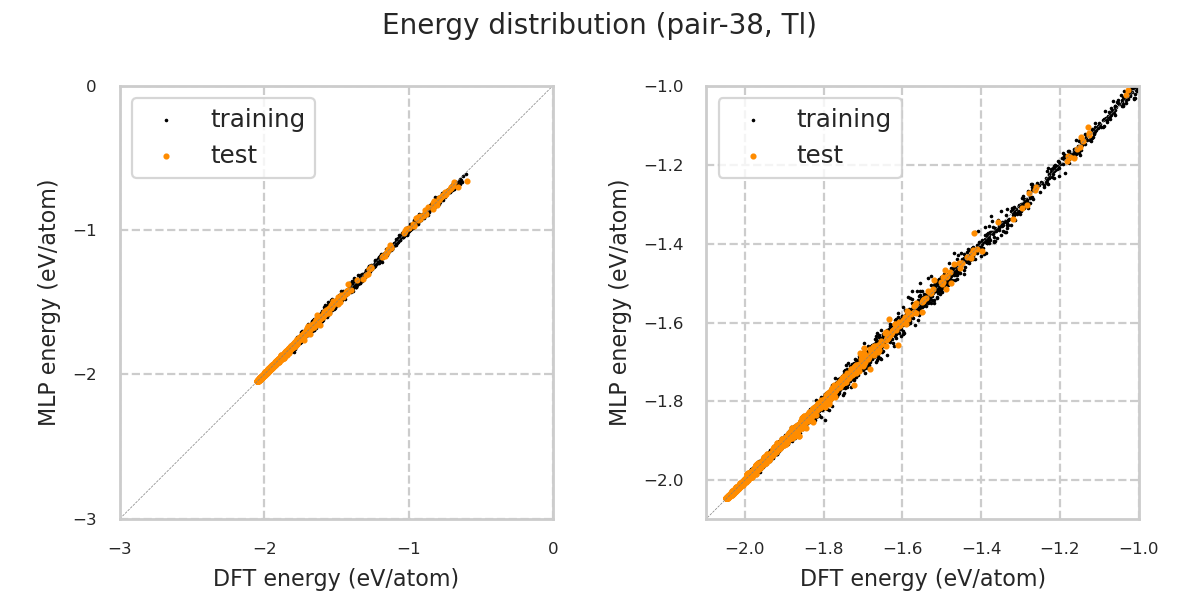 Energy distribution (pair-38, Tl)
training
test
0
−1
−2
−3
−3
−2
−1
0
MLP energy (eV/atom)
DFT energy (eV/atom)
training
test
−1.0
−1.2
−1.4
−1.6
−1.8
−2.0
−2.0
−1.8
−1.6
−1.4
−1.2
−1.0
MLP energy (eV/atom)
DFT energy (eV/atom)